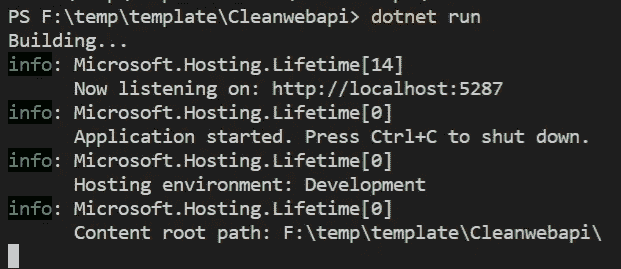 PS F:\temp\template\Cleanwebapi> dotnet run
Building...
info: Microsoft.Hosting.Lifetime[14]
      Now listening on: http://localhost:5287
info: Microsoft.Hosting.Lifetime[0]
      Application started. Press Ctrl+C to shut down.
info: Microsoft.Hosting.Lifetime[0]
      Hosting environment: Development
info: Microsoft.Hosting.Lifetime[0]
      Content root path: F:\temp\template\Cleanwebapi\